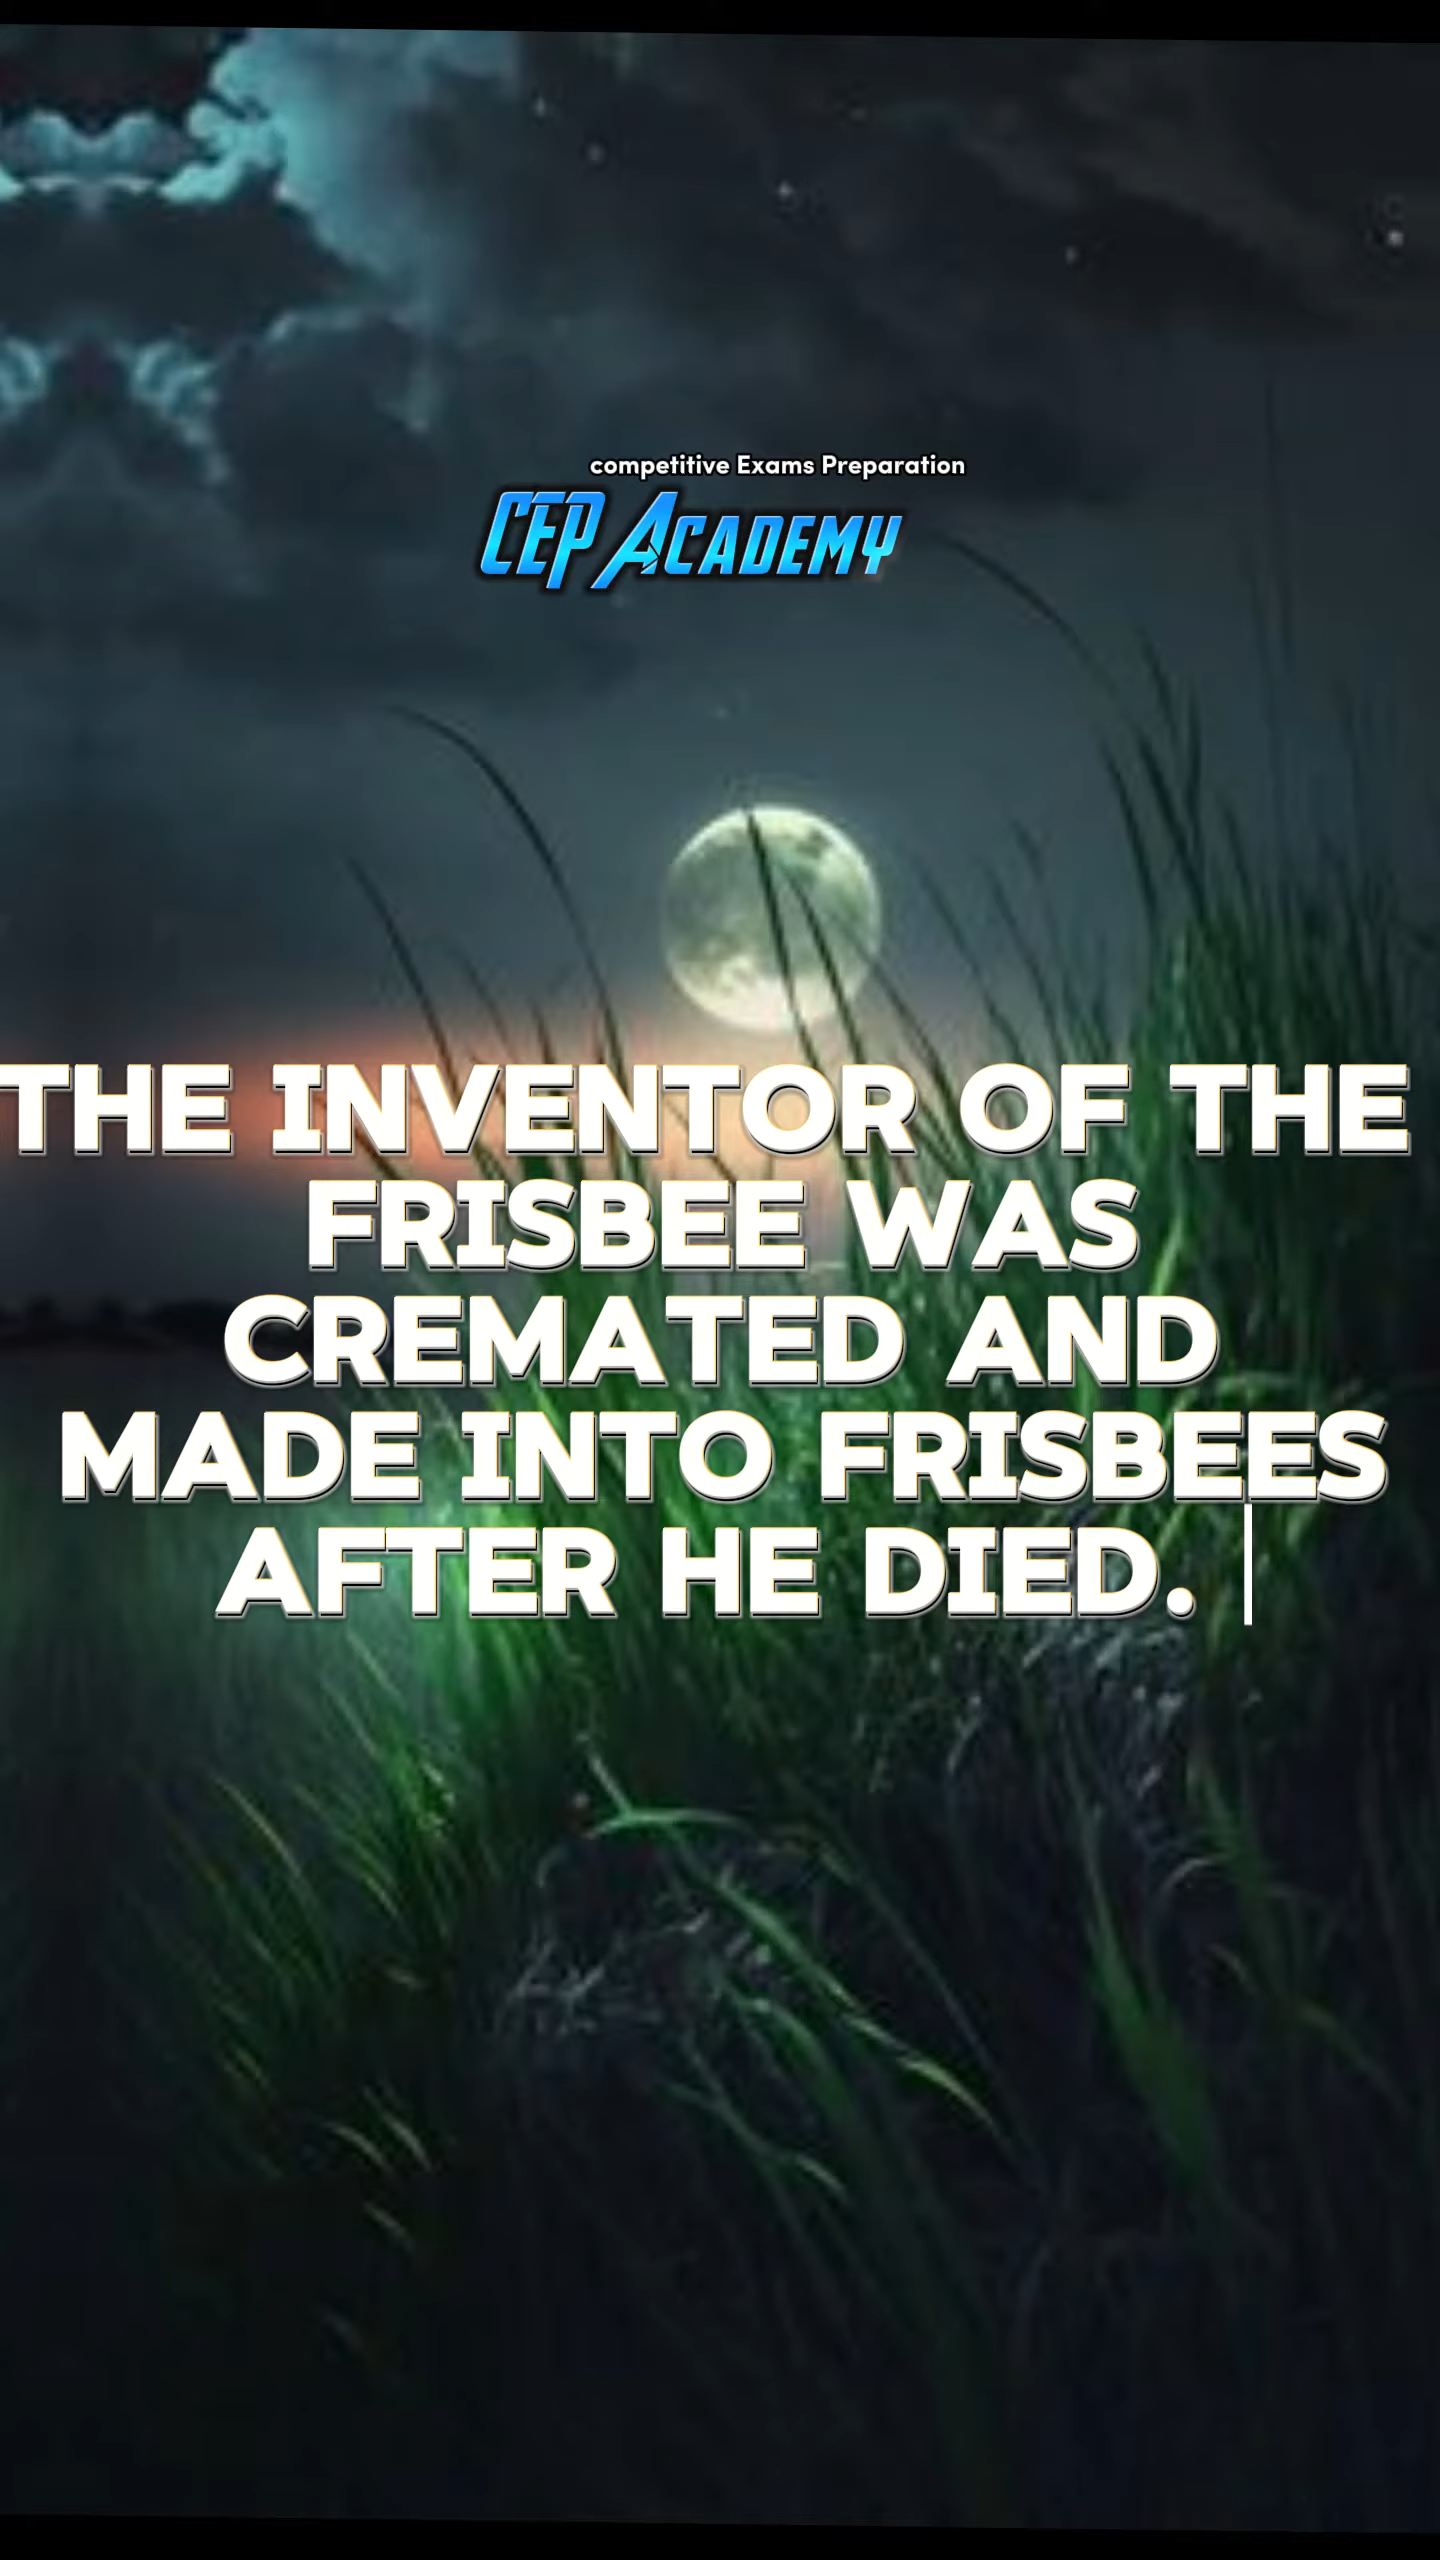 competitive Exams Preparation
CEP ACADEMY
THE INVENTOR OF THE
FRISBEE WAS
CREMATED AND
MADE INTO FRISBEES
AFTER HE DIED.